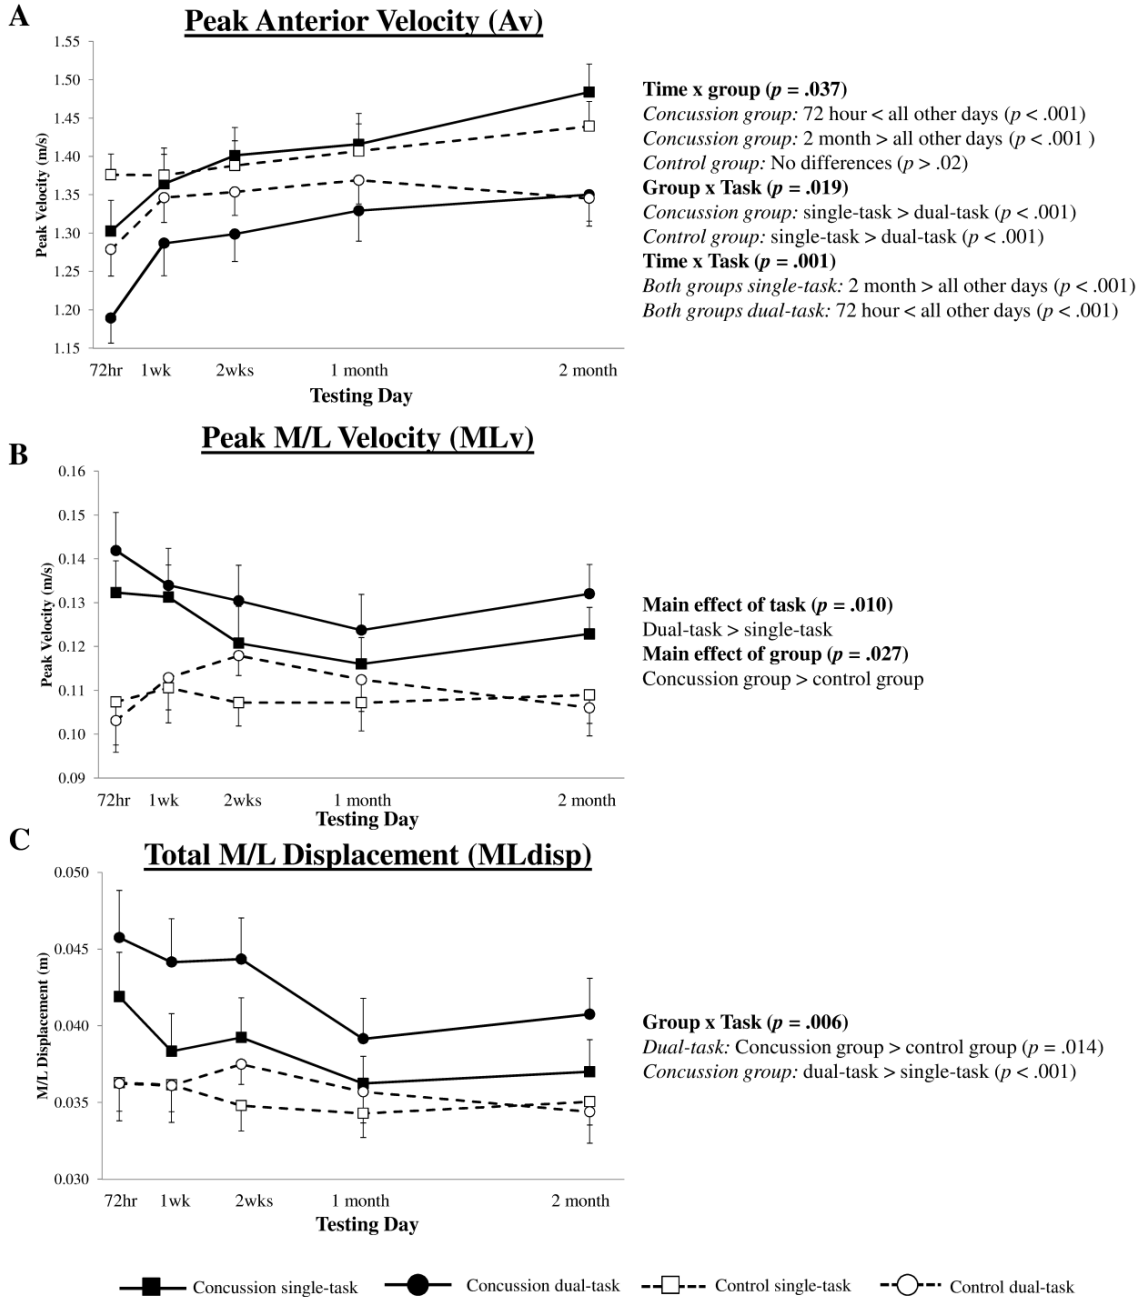 A
Peak Anterior Velocity (Av)
Peak Velocity (m/s)
1.55
1.50
1.45
1.40
1.35
1.30
1.25
1.20
1.15
72hr 1wk 2wks 1 month 2 month
Testing Day
Time x group (p = .037)
Concussion group: 72 hour < all other days (p < .001)
Concussion group: 2 month > all other days (p < .001 )
Control group: No differences (p > .02)
Group x Task (p = .019)
Concussion group: single-task > dual-task (p < .001)
Control group: single-task > dual-task (p < .001)
Time x Task (p = .001)
Both groups single-task: 2 month > all other days (p < .001)
Both groups dual-task: 72 hour < all other days (p < .001)
B
Peak M/L Velocity (MLv)
Peak Velocity (m/s)
0.16
0.15
0.14
0.13
0.12
0.11
0.10
0.09
72hr 1wk 2wks 1 month 2 month
Testing Day
Main effect of task (p = .010)
Dual-task > single-task
Main effect of group (p = .027)
Concussion group > control group
C
Total M/L Displacement (MLdisp)
M/L Displacement (m)
0.050
0.045
0.040
0.035
0.030
72hr 1wk 2wks 1 month 2 month
Testing Day
Group x Task (p = .006)
Dual-task: Concussion group > control group (p = .014)
Concussion group: dual-task > single-task (p < .001)
Concussion single-task Concussion dual-task Control single-task Control dual-task